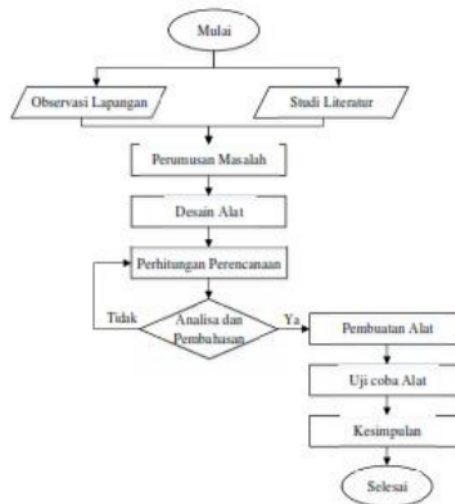 Mulai
Observasi Lapangan
Studi Literatur
Perumusan Masalah
Desain Alat
Perhitungan Perencanaan
Tidak
Analisa dan
Pembahasan
Ya
Pembuatan Alat
Uji coba Alat
Kesimpulan
Selesai